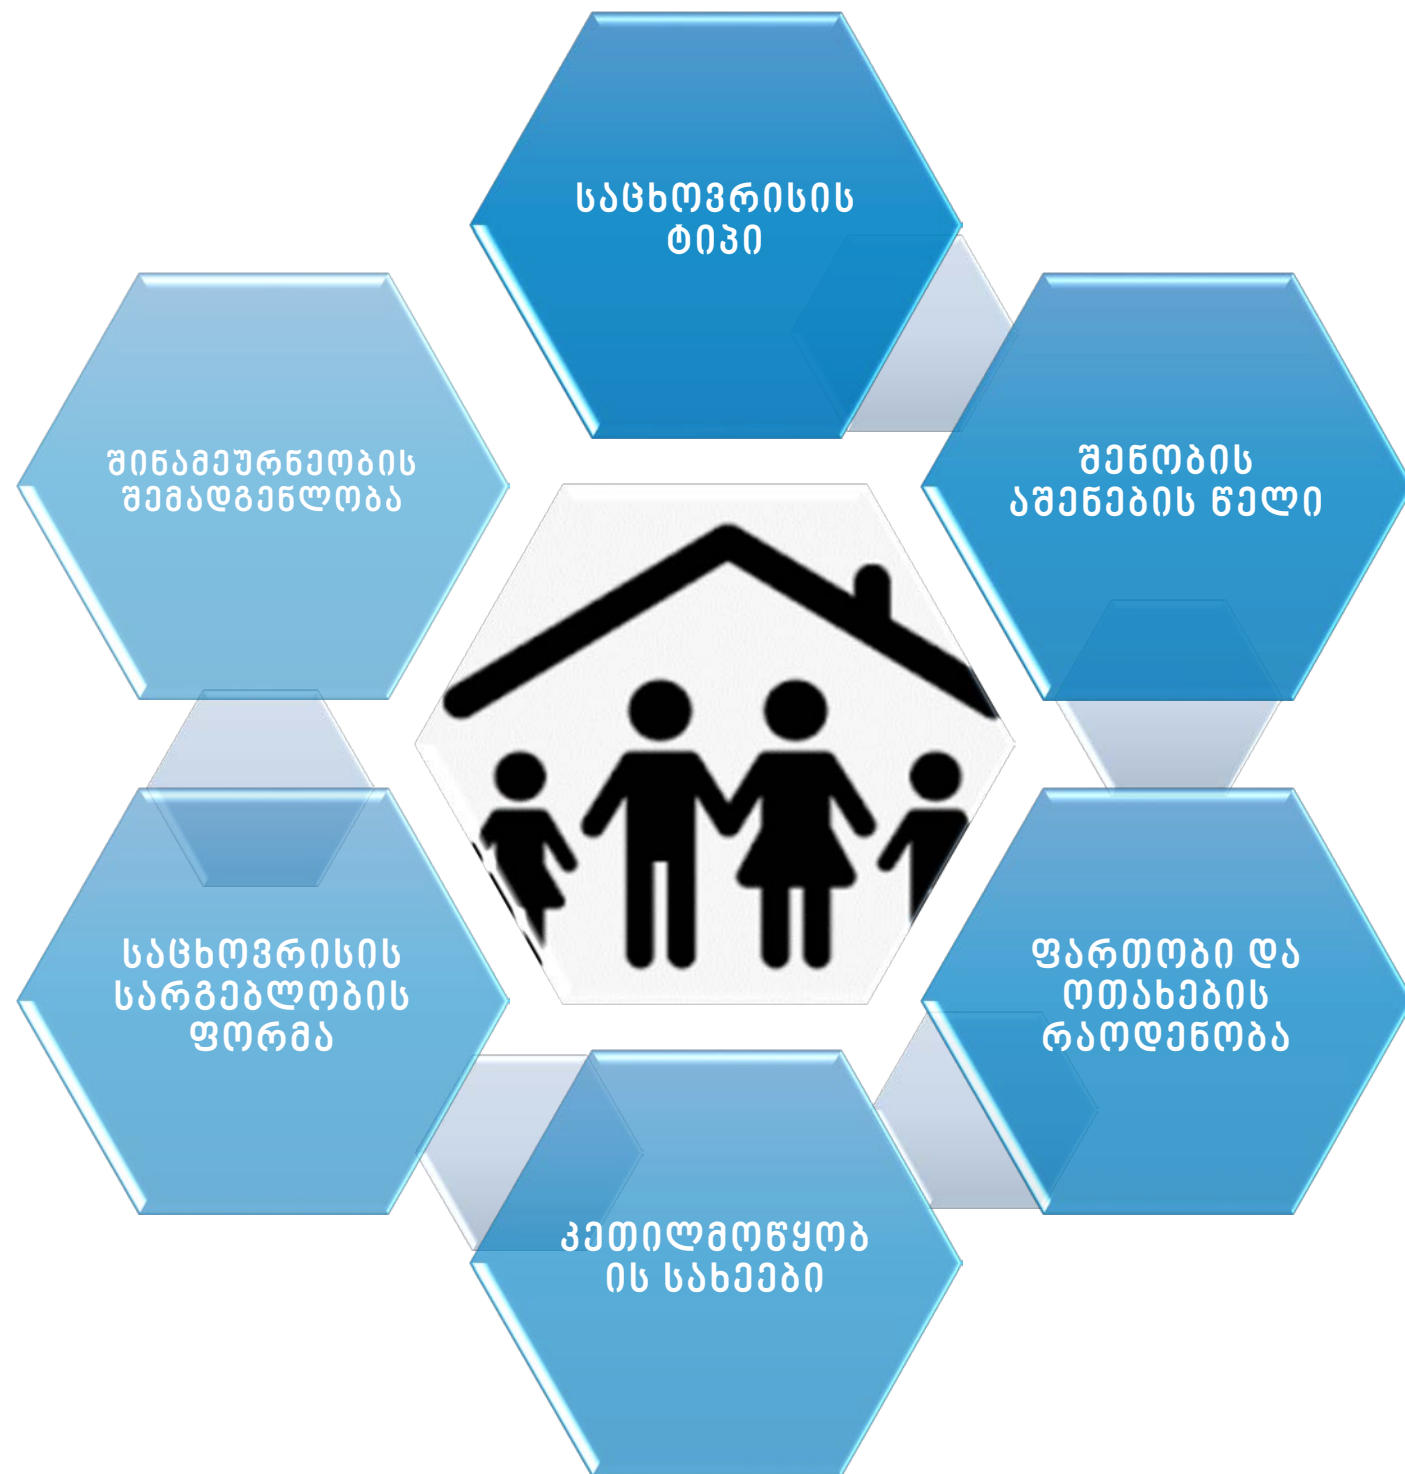 საცხოვრისის
ტიპი
შენობის
აშენების წელი
ფართობი და
ოთახების
რაოდენობა
კეთილმოწყობ
ის სახეები
საცხოვრისის
სარგებლობის
ფორმა
შინამეურნეობის
შემადგენლობა